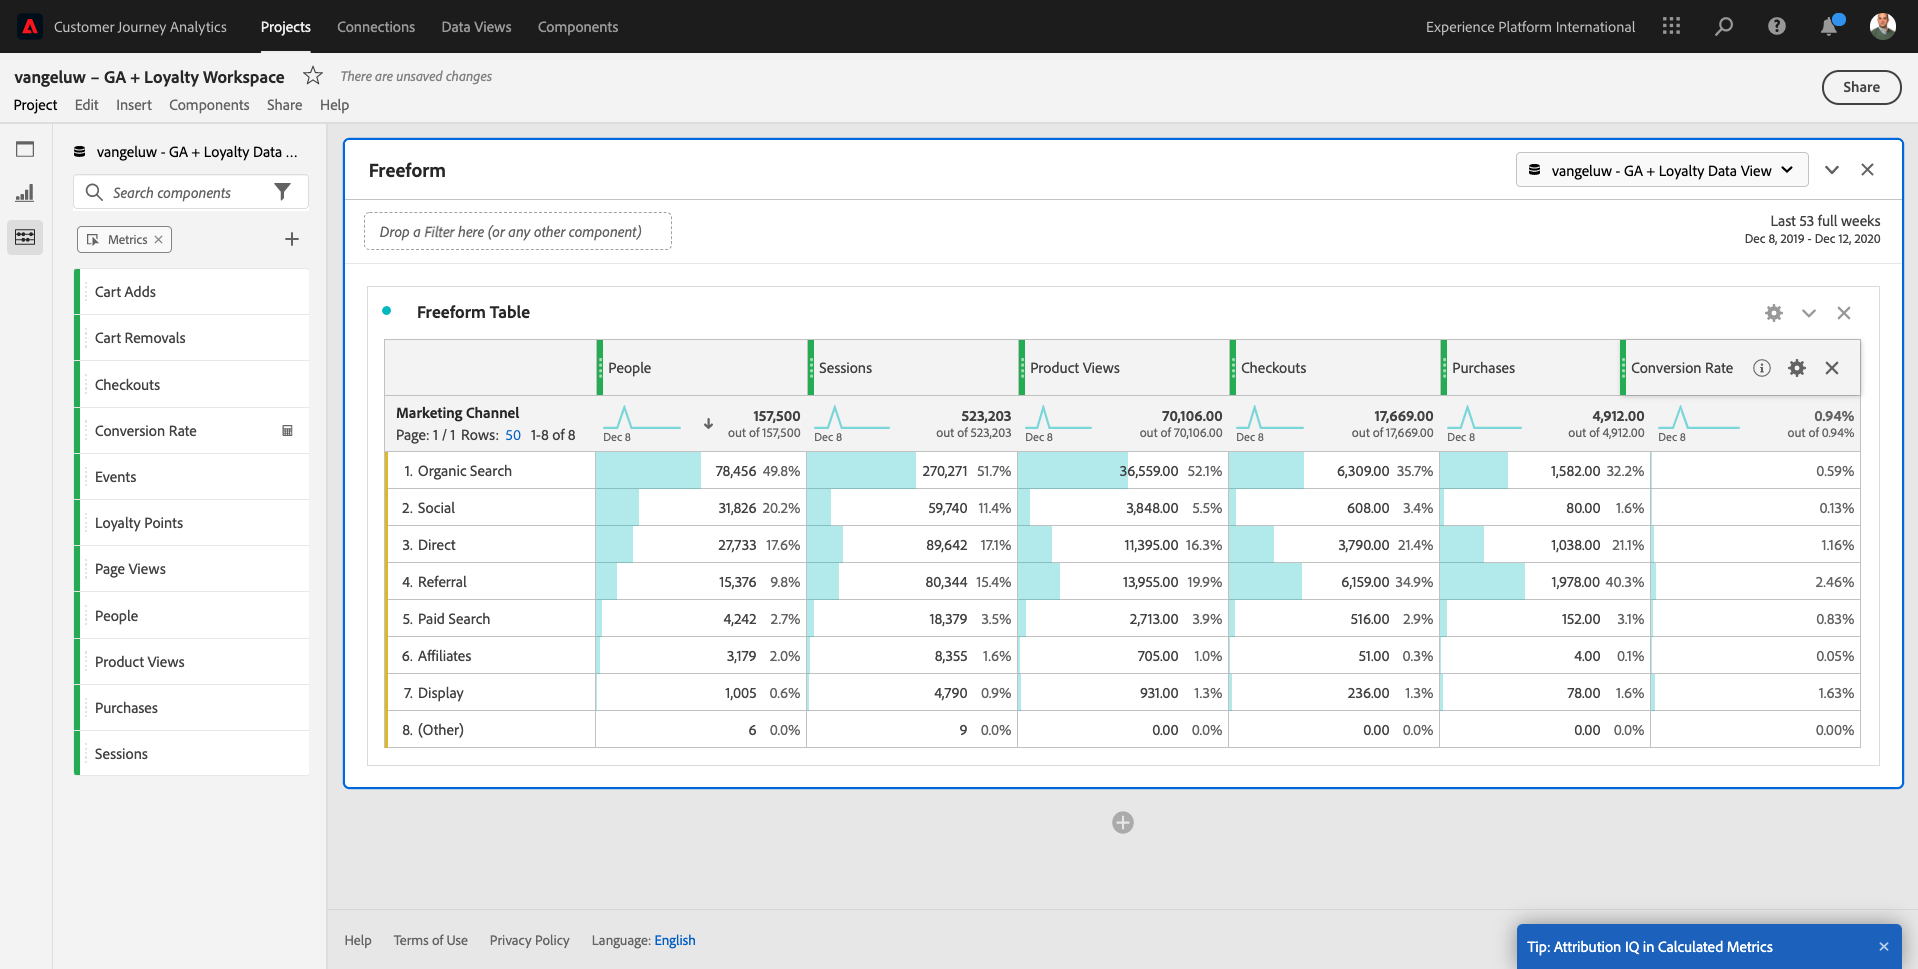 Customer Journey Analytics Projects Connections Data Views Components Experience Platform International
vangeluw – GA + Loyalty Workspace There are unsaved changes
Project Edit Insert Components Share Help
Share
vangeluw - GA + Loyalty Data ...
Search components
Metrics
Cart Adds
Cart Removals
Checkouts
Conversion Rate
Events
Loyalty Points
Page Views
People
Product Views
Purchases
Sessions
Freeform
vangeluw - GA + Loyalty Data View
Drop a Filter here (or any other component)
Last 53 full weeks
Dec 8, 2019 - Dec 12, 2020
Freeform Table
People Sessions Product Views Checkouts Purchases Conversion Rate
Marketing Channel 157,500 523,203 70,106.00 17,669.00 4,912.00 0.94%
Page: 1 / 1 Rows: 50 1-8 of 8 Dec 8 out of 157,500 Dec 8 out of 523,203 Dec 8 out of 70,106.00 Dec 8 out of 17,669.00 Dec 8 out of 4,912.00 Dec 8 out of 0.94%
1. Organic Search 78,456 49.8% 270,271 51.7% 36,559.00 52.1% 6,309.00 35.7% 1,582.00 32.2% 0.59%
2. Social 31,826 20.2% 59,740 11.4% 3,848.00 5.5% 608.00 3.4% 80.00 1.6% 0.13%
3. Direct 27,733 17.6% 89,642 17.1% 11,395.00 16.3% 3,790.00 21.4% 1,038.00 21.1% 1.16%
4. Referral 15,376 9.8% 80,344 15.4% 13,955.00 19.9% 6,159.00 34.9% 1,978.00 40.3% 2.46%
5. Paid Search 4,242 2.7% 18,379 3.5% 2,713.00 3.9% 516.00 2.9% 152.00 3.1% 0.83%
6. Affiliates 3,179 2.0% 8,355 1.6% 705.00 1.0% 51.00 0.3% 4.00 0.1% 0.05%
7. Display 1,005 0.6% 4,790 0.9% 931.00 1.3% 236.00 1.3% 78.00 1.6% 1.63%
8. (Other) 6 0.0% 9 0.0% 0.00 0.0% 0.00 0.0% 0.00 0.0% 0.00%
Help Terms of Use Privacy Policy Language: English
Tip: Attribution IQ in Calculated Metrics